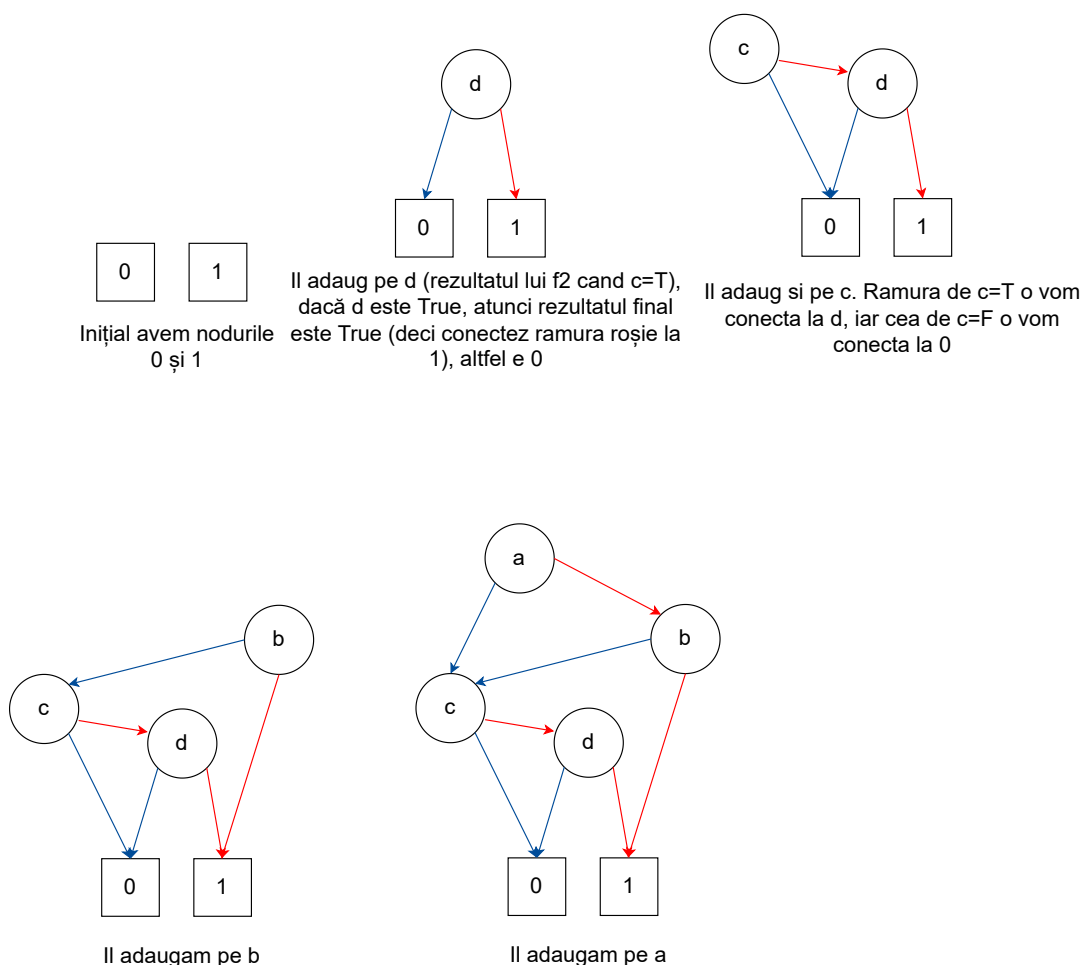 d
0
1
Il adaug pe d (rezultatul lui f2 cand c=T),
dacă d este True, atunci rezultatul final
este True (deci conectez ramura roșie la
1), altfel e 0
c
d
0
1
Il adaug si pe c. Ramura de c=T o vom
conecta la d, iar cea de c=F o vom
conecta la 0
0
1
Inițial avem nodurile
0 și 1
b
c
d
0
1
Il adaugam pe b
a
b
c
d
0
1
Il adaugam pe a